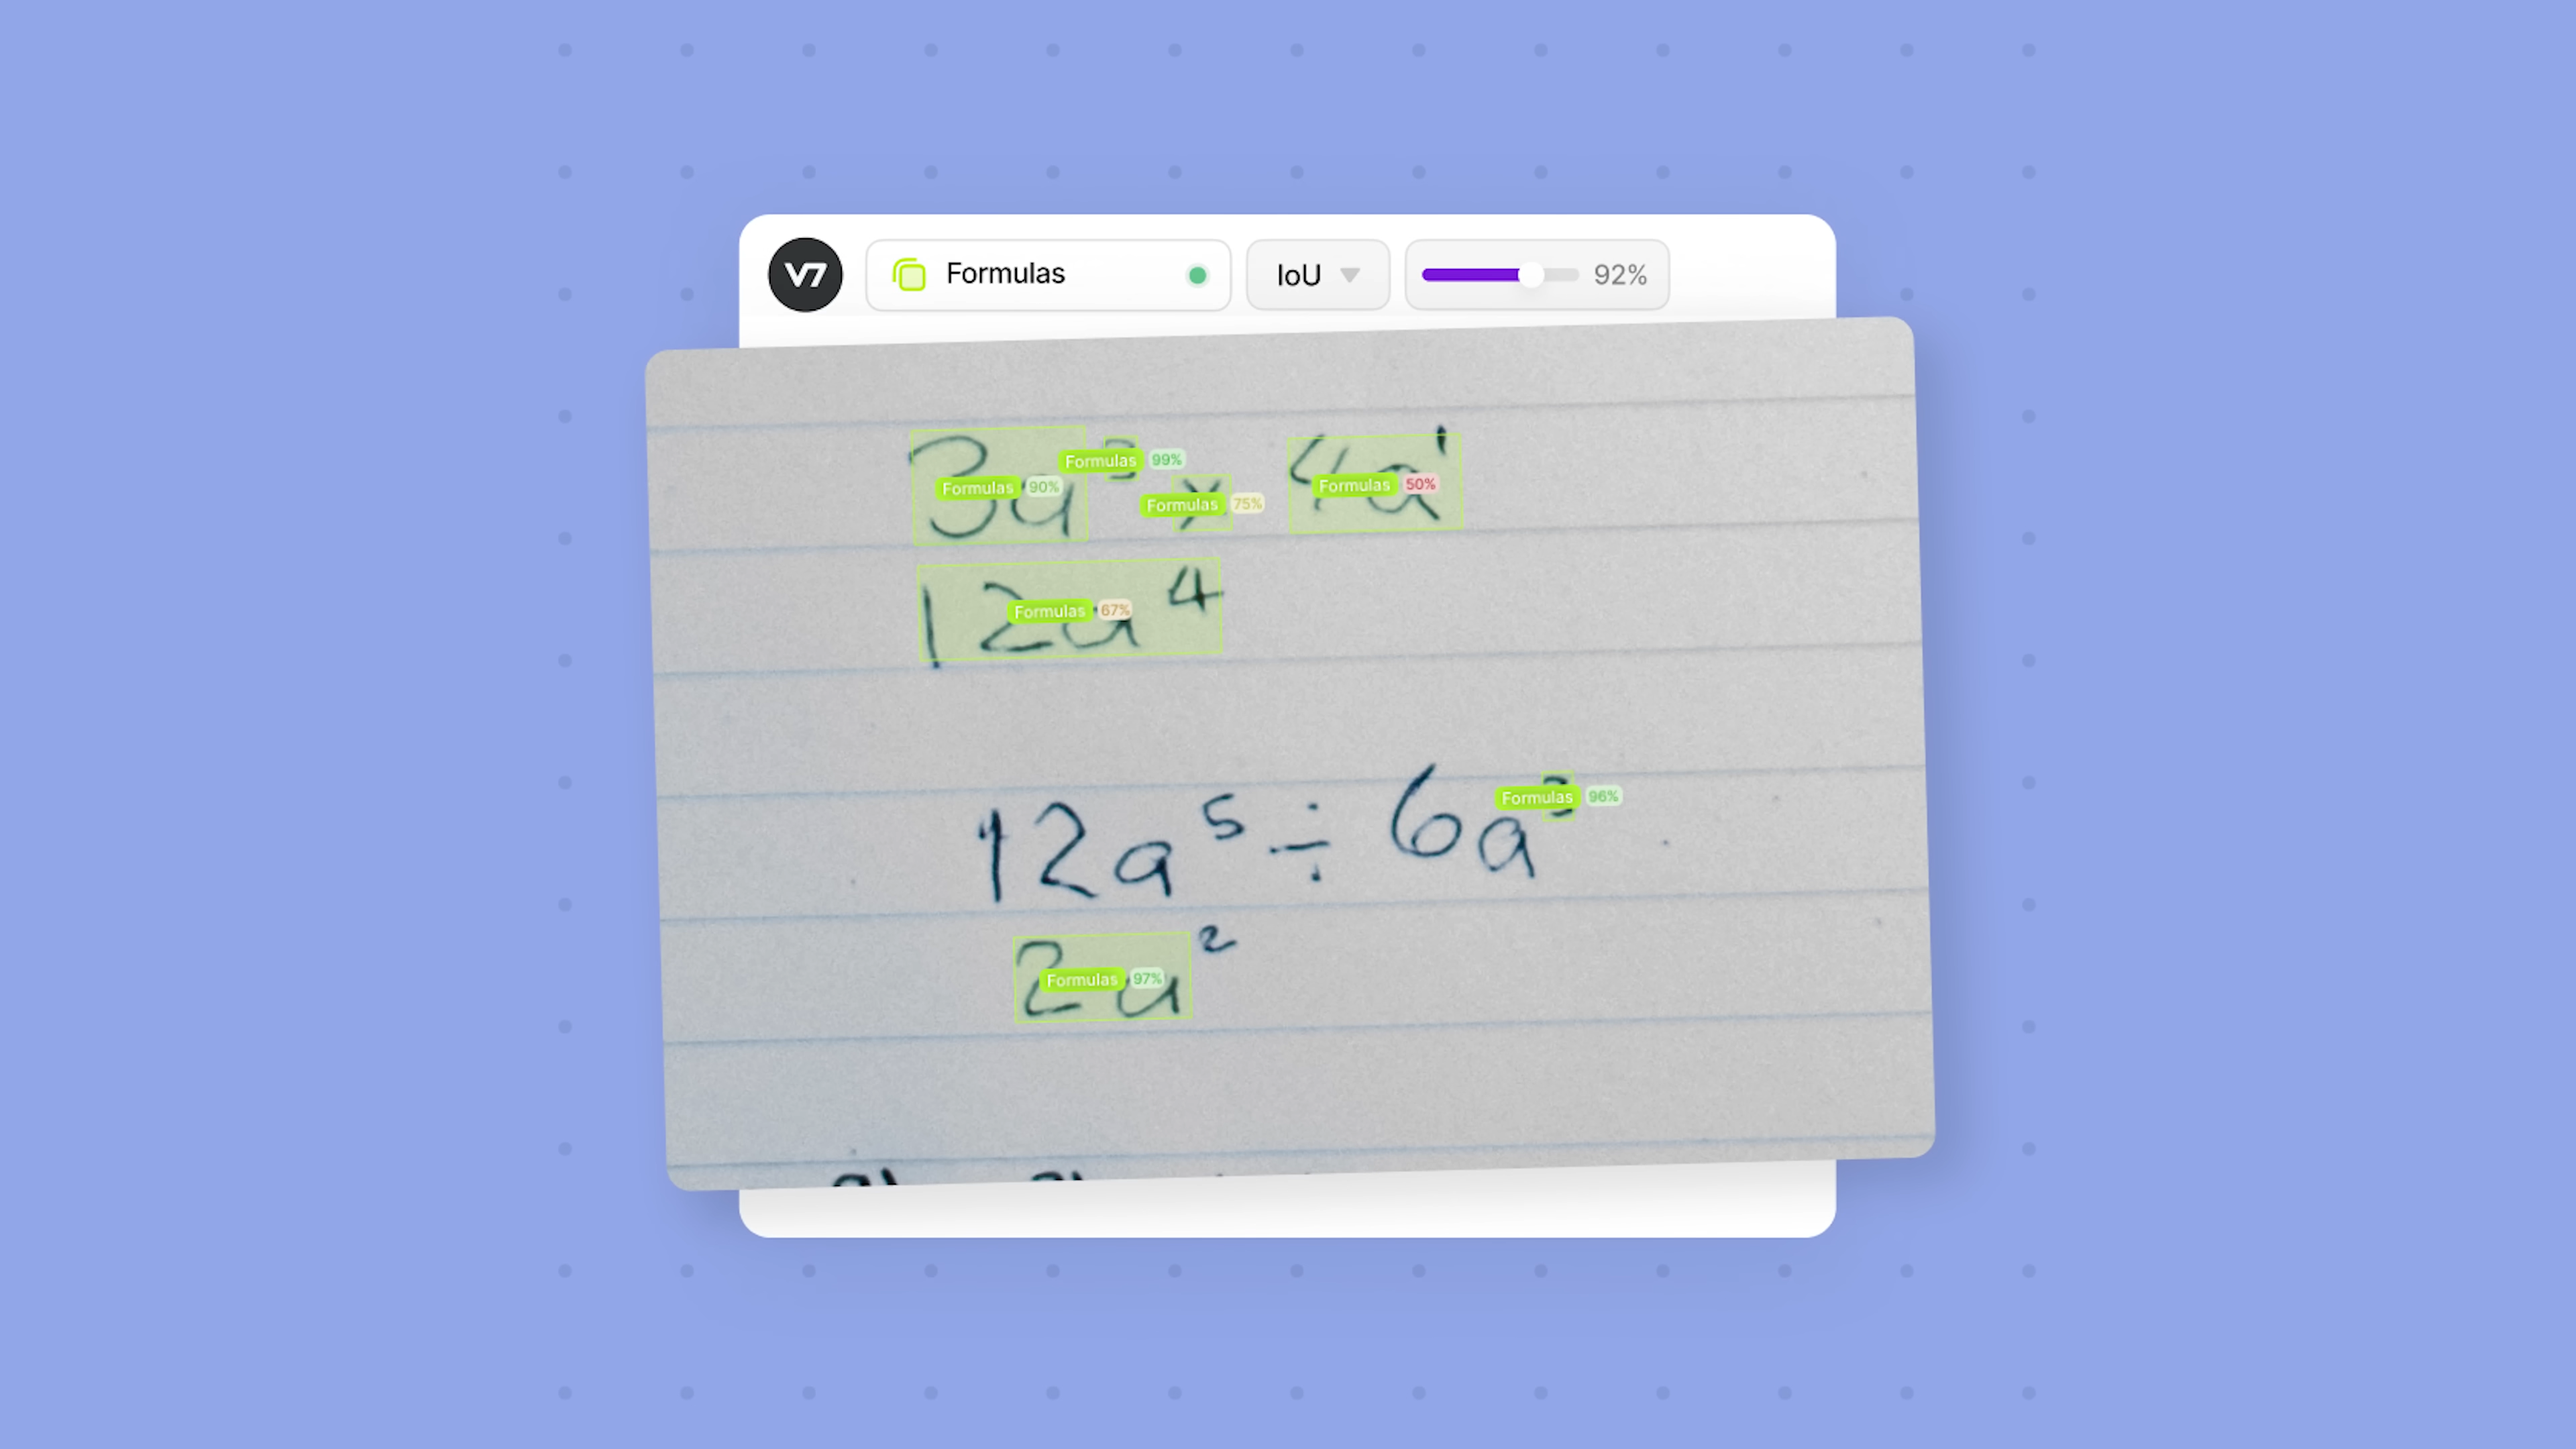 V7 Formulas IoU 92%
3a³ x 4a¹
Formulas 99%
Formulas 90%
Formulas 75%
Formulas 50%
12a⁴
Formulas 67%
12a⁵ ÷ 6a³
Formulas 96%
2a²
Formulas 97%